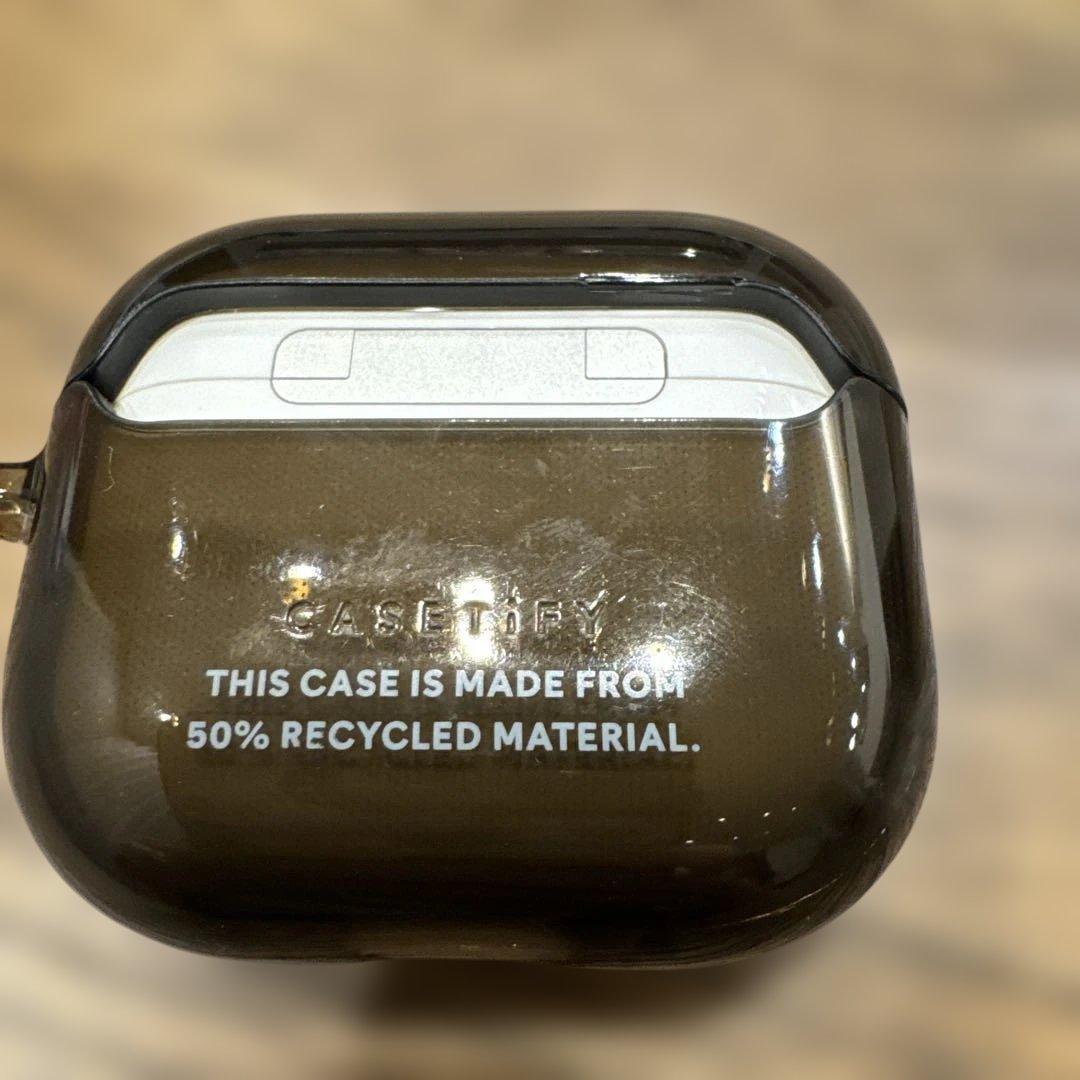 CASETiFY
THIS CASE IS MADE FROM
50% RECYCLED MATERIAL.